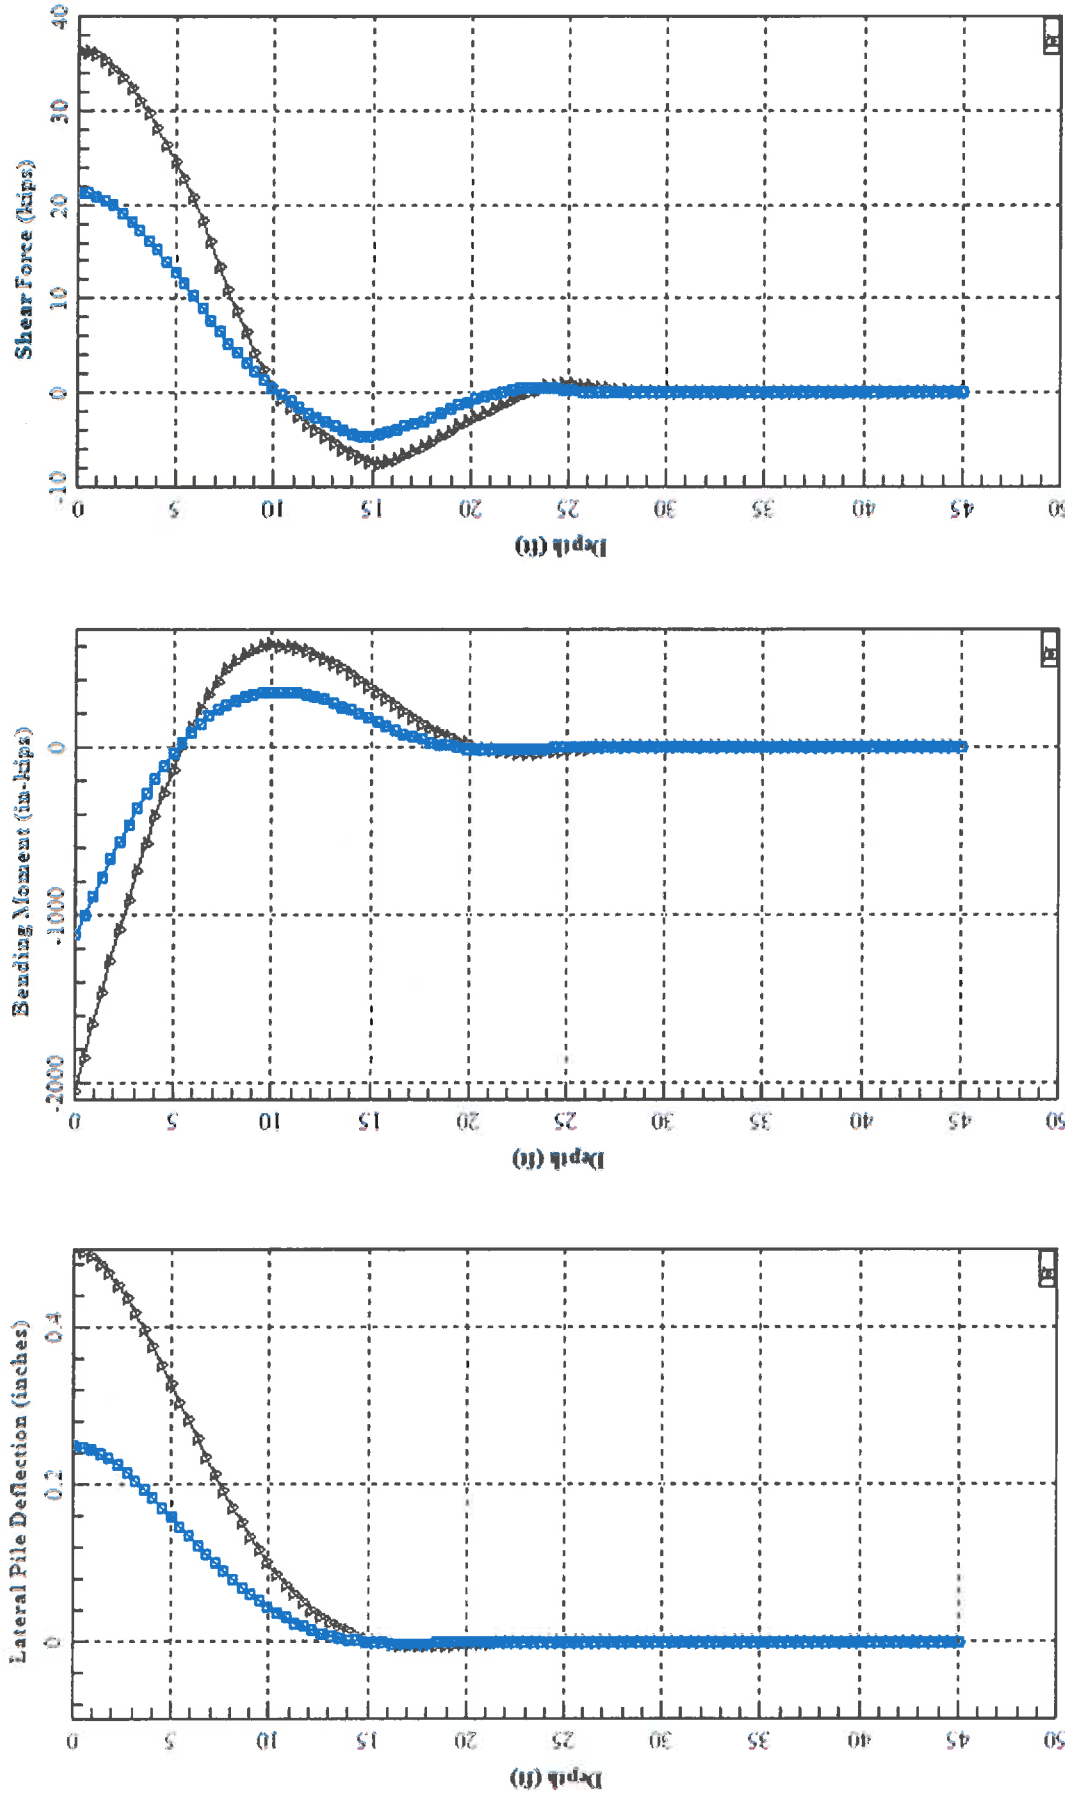 Shear Force (kips)
-10 0 10 20 30 40
0 5 10 15 20 25 30 35 40 45 50
Depth (ft)
Bending Moment (in-kips)
-2000 -1000 0
0 5 10 15 20 25 30 35 40 45 50
Depth (ft)
Lateral Pile Deflection (inches)
0 0.2 0.4
0 5 10 15 20 25 30 35 40 45 50
Depth (ft)